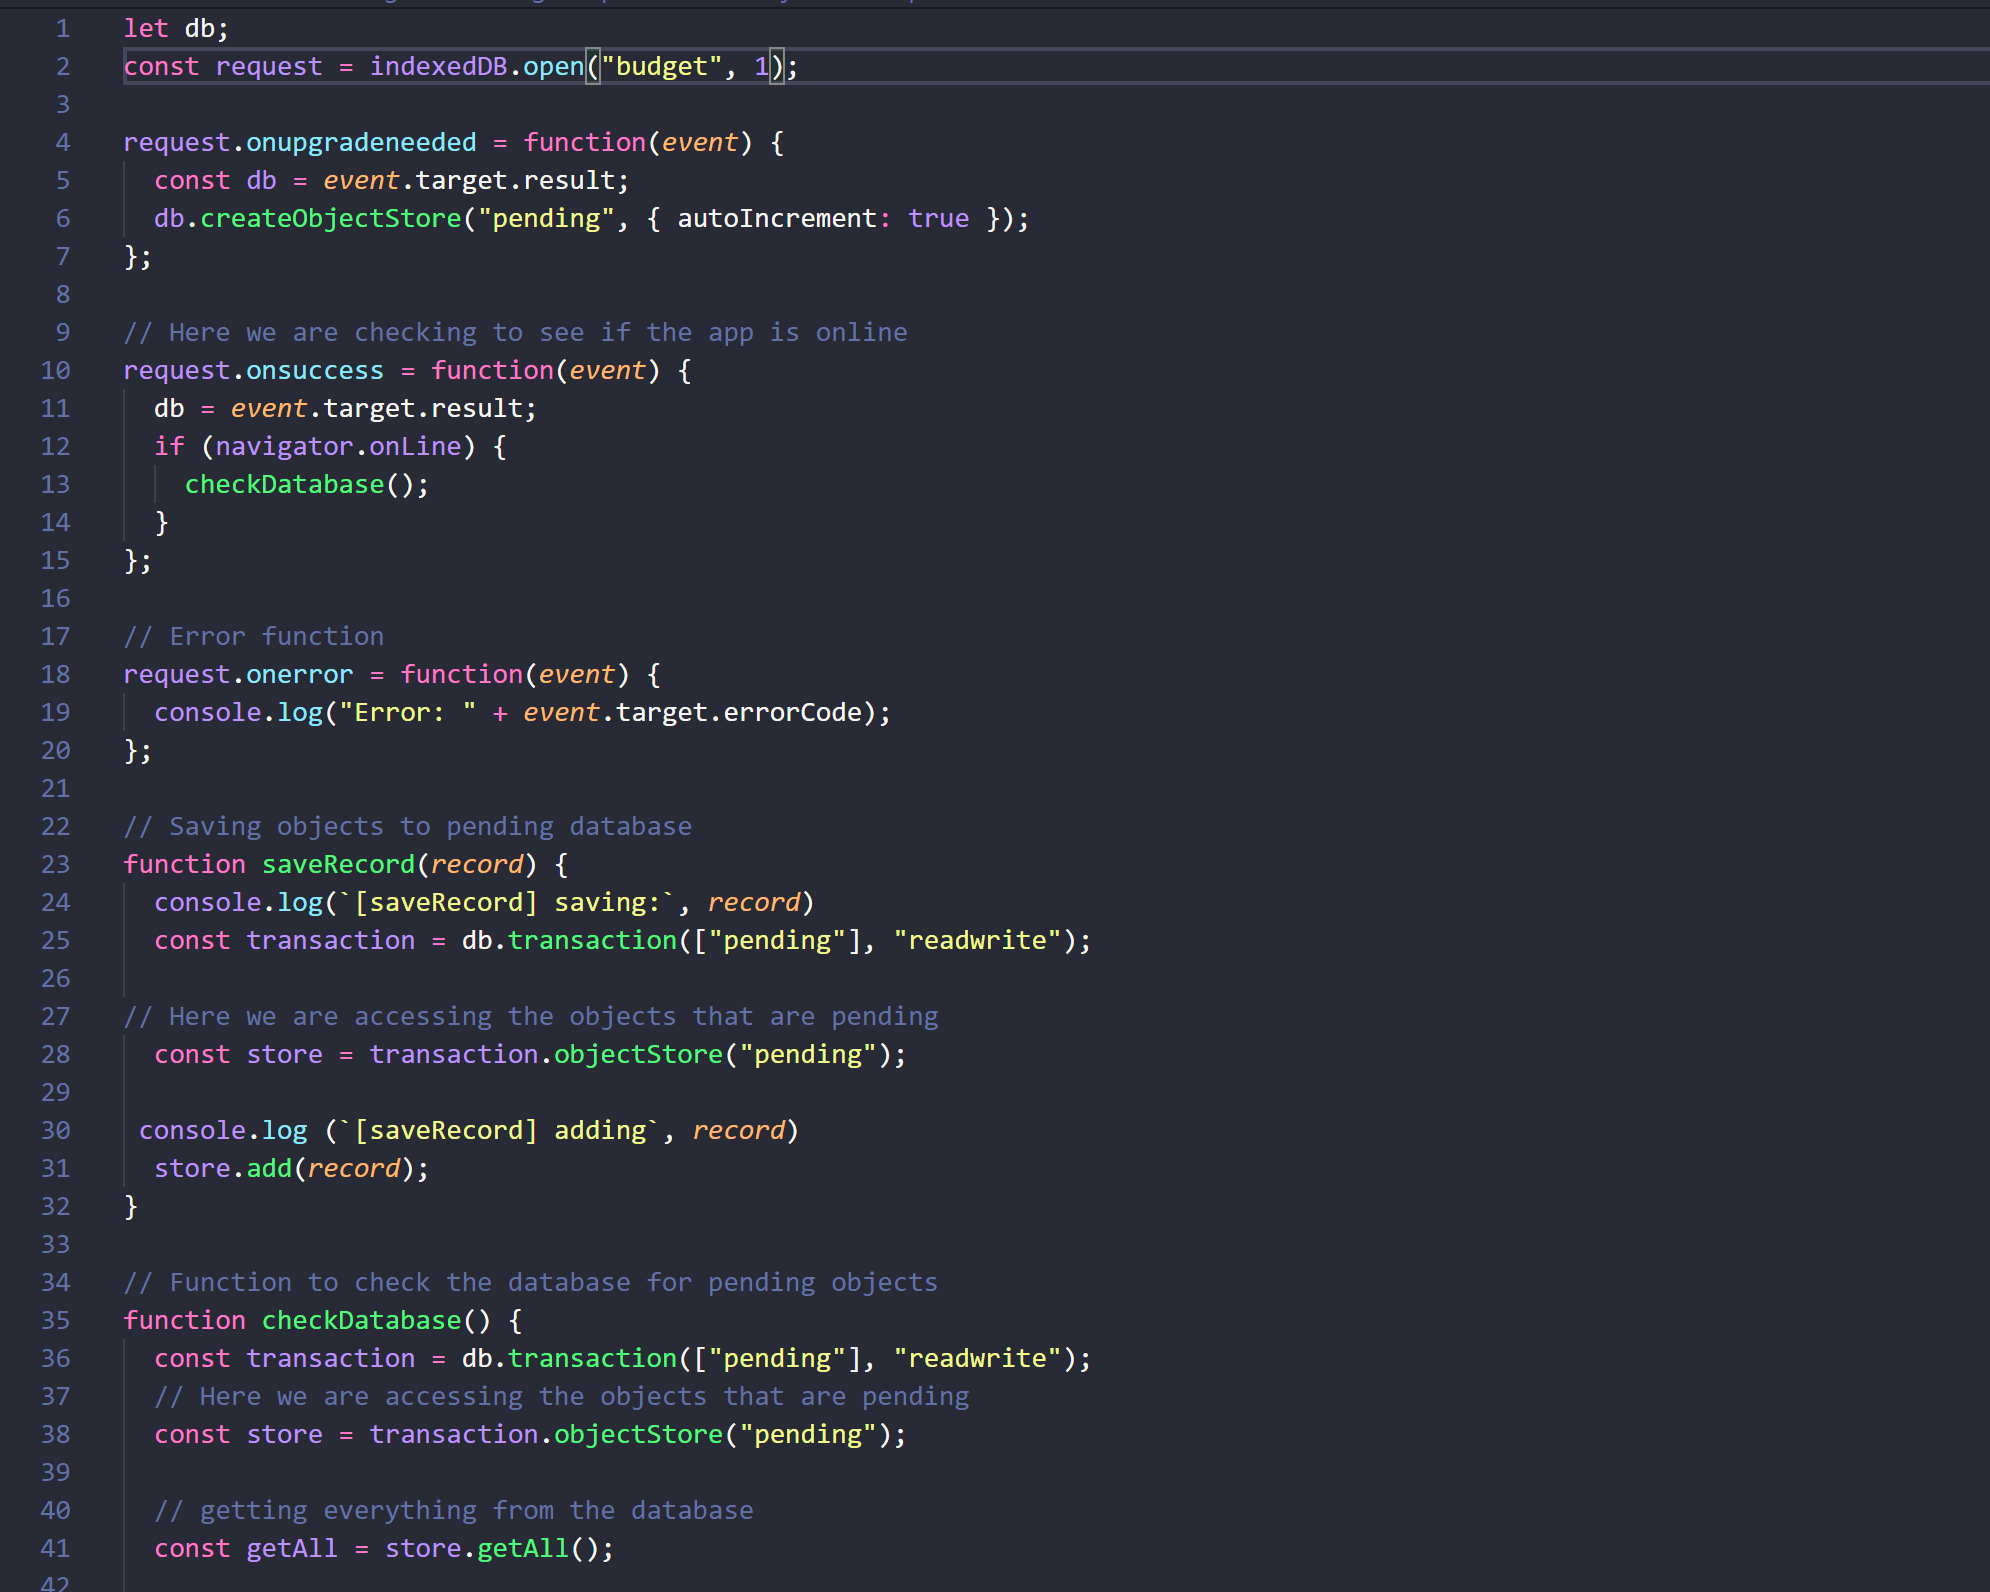 1 let db;
2 const request = indexedDB.open("budget", 1);
3
4 request.onupgradeneeded = function(event) {
5   const db = event.target.result;
6   db.createObjectStore("pending", { autoIncrement: true });
7 };
8
9 // Here we are checking to see if the app is online
10 request.onsuccess = function(event) {
11   db = event.target.result;
12   if (navigator.onLine) {
13     checkDatabase();
14   }
15 };
16
17 // Error function
18 request.onerror = function(event) {
19   console.log("Error: " + event.target.errorCode);
20 };
21
22 // Saving objects to pending database
23 function saveRecord(record) {
24   console.log(`[saveRecord] saving:`, record)
25   const transaction = db.transaction(["pending"], "readwrite");
26
27 // Here we are accessing the objects that are pending
28   const store = transaction.objectStore("pending");
29
30  console.log (`[saveRecord] adding`, record)
31   store.add(record);
32 }
33
34 // Function to check the database for pending objects
35 function checkDatabase() {
36   const transaction = db.transaction(["pending"], "readwrite");
37   // Here we are accessing the objects that are pending
38   const store = transaction.objectStore("pending");
39
40   // getting everything from the database
41   const getAll = store.getAll();
42